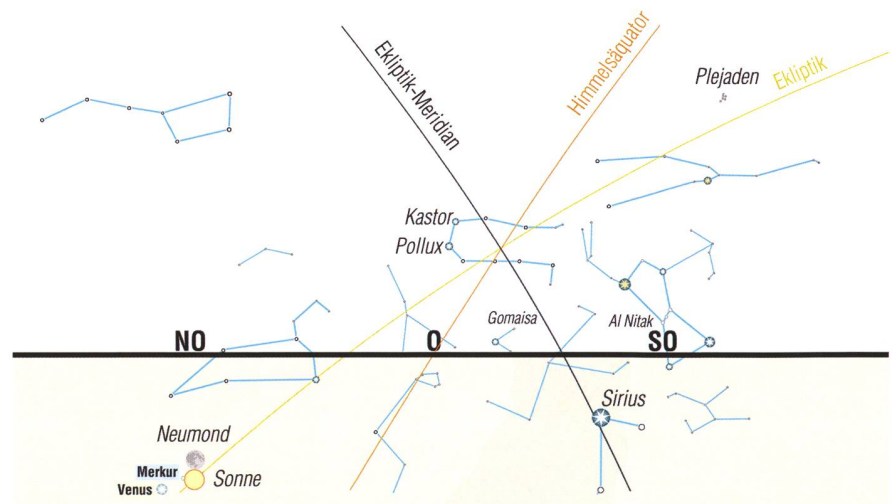 Ekliptik-Meridian
Himmelsäquator
Plejaden
Ekliptik
Kastor
Pollux
Gomaisa
Al Nitak
NO
O
SO
Sirius
Neumond
Merkur
Sonne
Venus